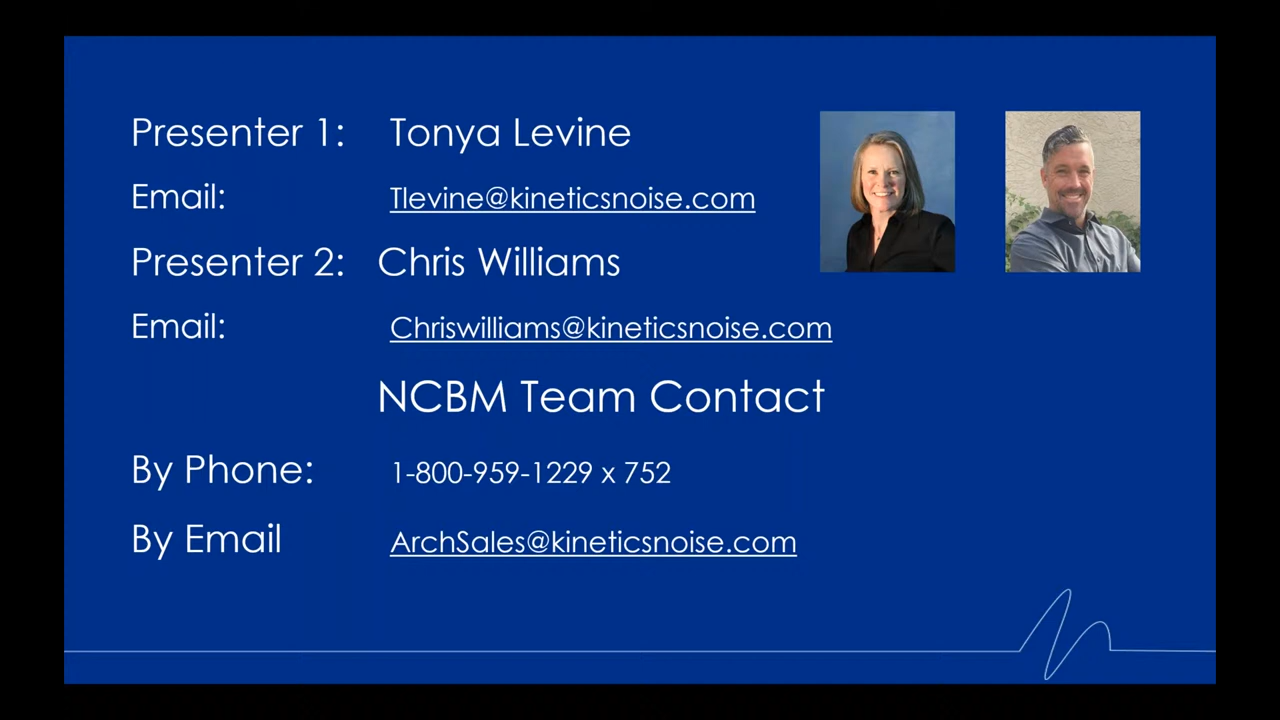 Presenter 1: Tonya Levine
Email: Tlevine@kineticsnoise.com
Presenter 2: Chris Williams
Email: Chriswilliams@kineticsnoise.com
NCBM Team Contact
By Phone: 1-800-959-1229 x 752
By Email ArchSales@kineticsnoise.com